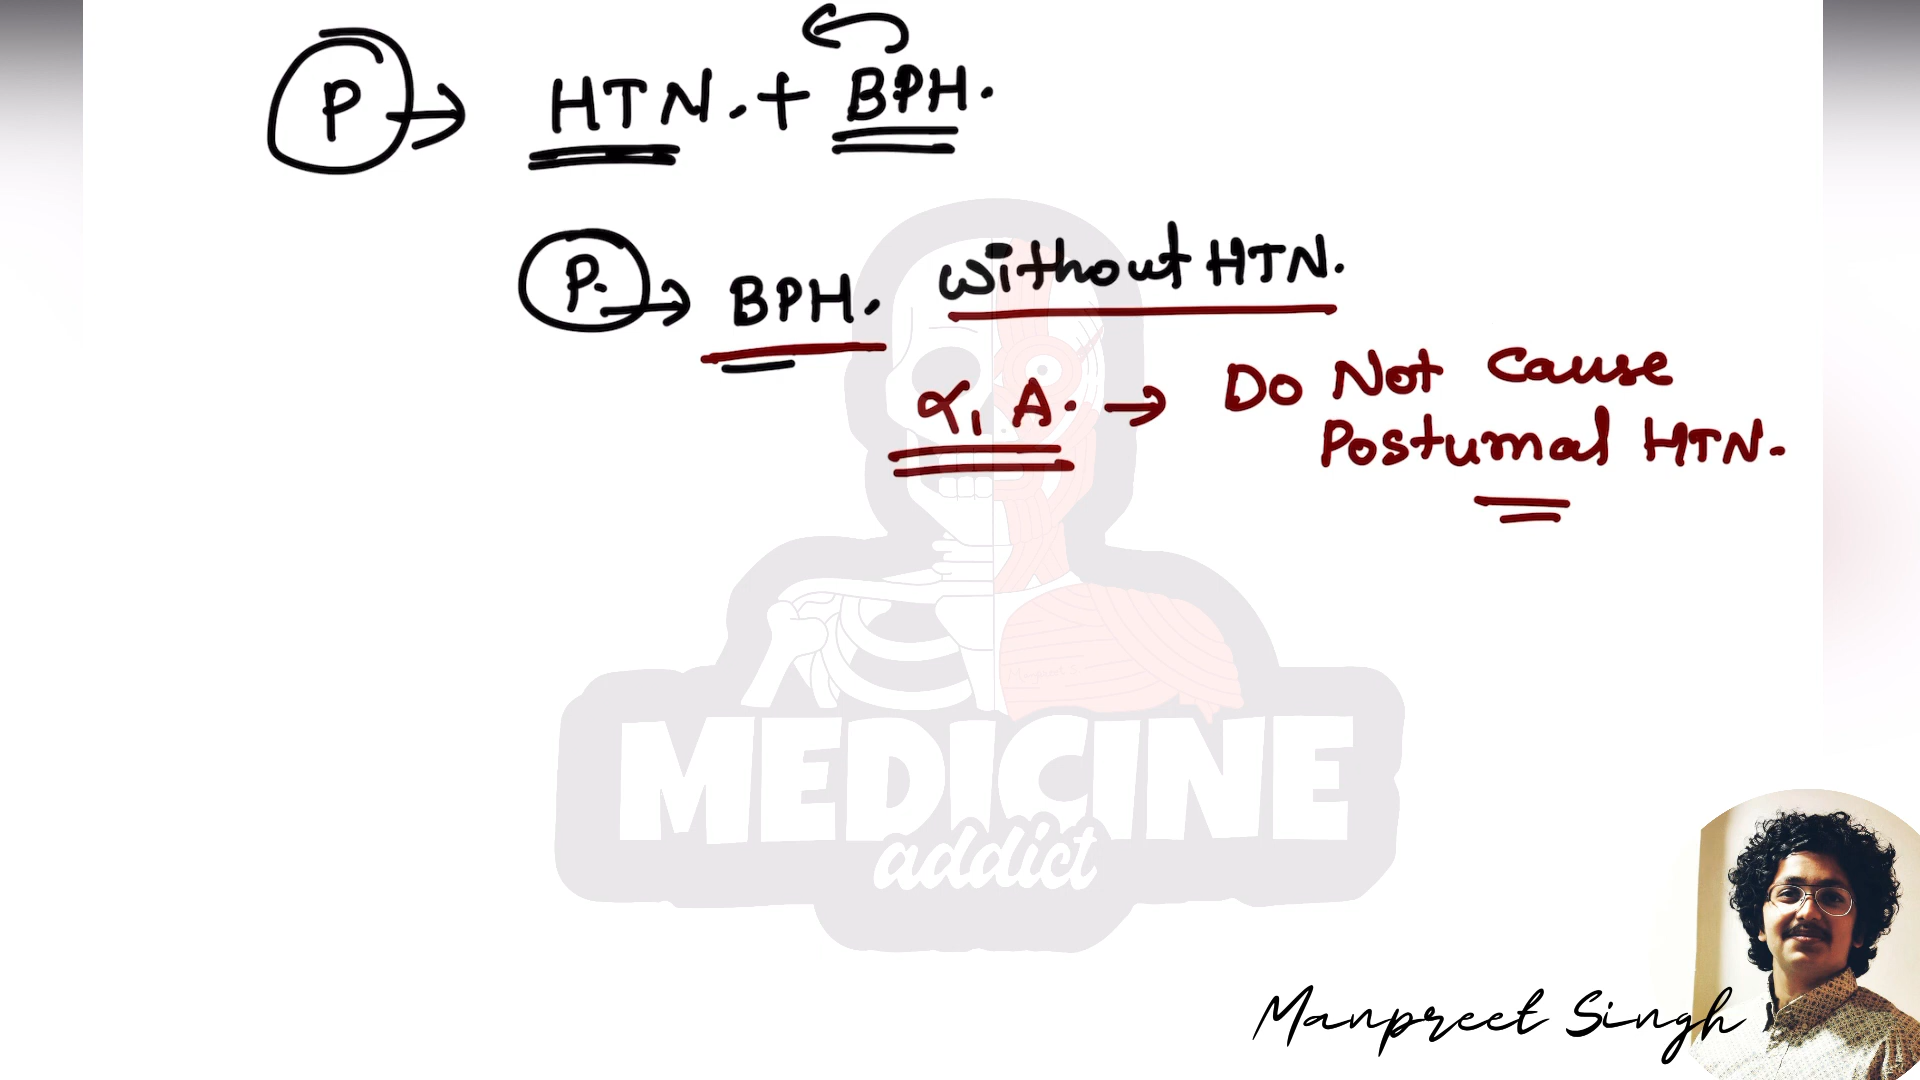 P → HTN. + BPH.
P. → BPH. without HTN.
α1 A. → Do Not cause
Postumal HTN.
MEDICINE
addict
Manpreet Singh